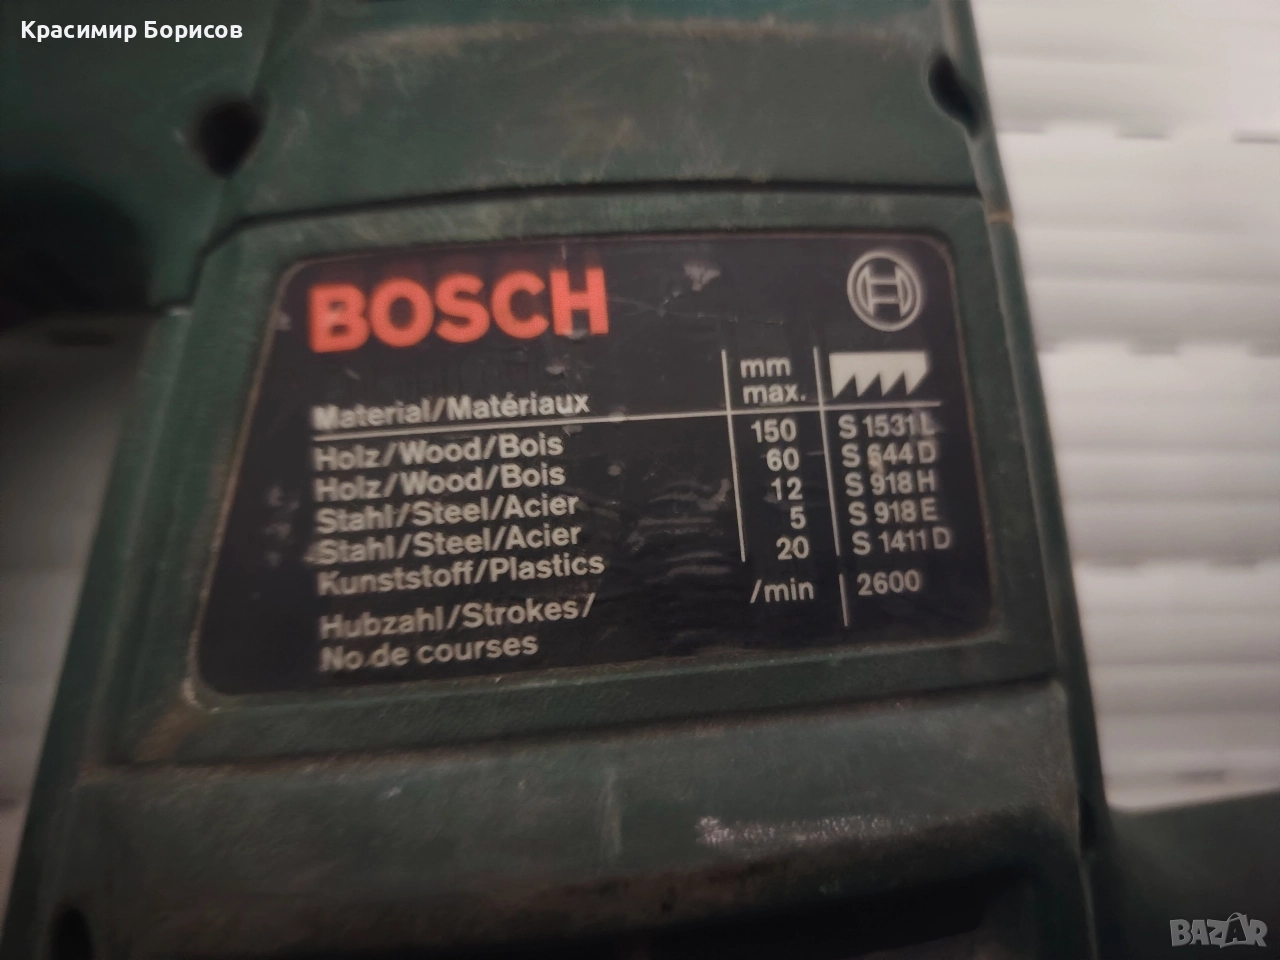 Красимир Борисов
BOSCH
Material/Matériaux mm max.
Holz/Wood/Bois 150 S 1531 L
Holz/Wood/Bois 60 S 644 D
Stahl/Steel/Acier 12 S 918 H
Stahl/Steel/Acier 5 S 918 E
Kunststoff/Plastics 20 S 1411 D
Hubzahl/Strokes/ /min 2600
No.de courses
BAZAR